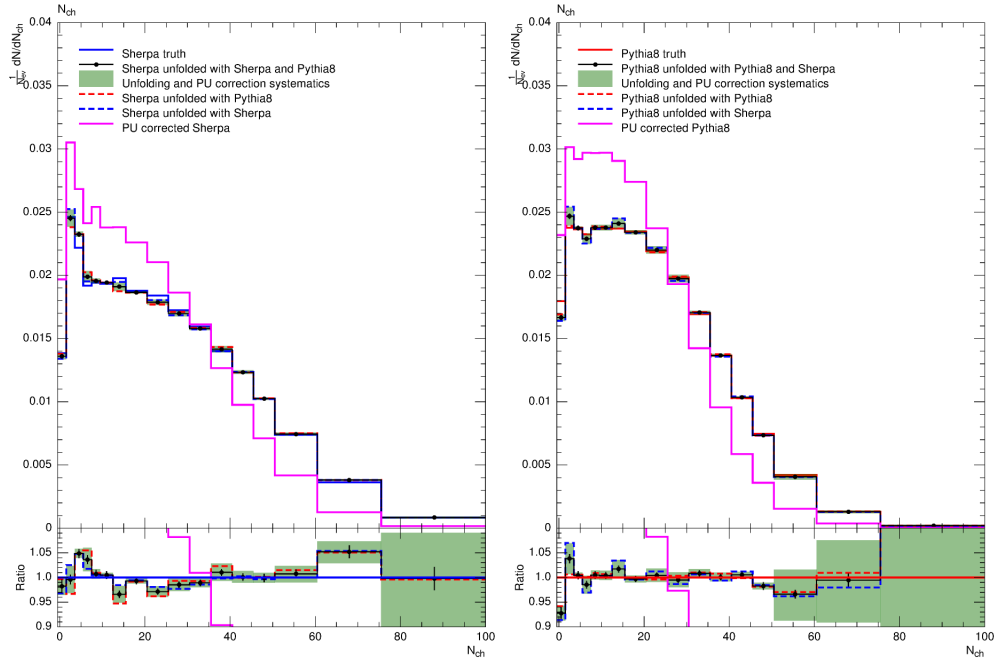 N_ch
1/N_ev dN/dN_ch
0.04
0.035
0.03
0.025
0.02
0.015
0.01
0.005
0
Sherpa truth
Sherpa unfolded with Sherpa and Pythia8
Unfolding and PU correction systematics
Sherpa unfolded with Pythia8
Sherpa unfolded with Sherpa
PU corrected Sherpa
Ratio
1.05
1.0
0.95
0.9
0 20 40 60 80 100
N_ch
N_ch
1/N_ev dN/dN_ch
0.04
0.035
0.03
0.025
0.02
0.015
0.01
0.005
0
Pythia8 truth
Pythia8 unfolded with Pythia8 and Sherpa
Unfolding and PU correction systematics
Pythia8 unfolded with Pythia8
Pythia8 unfolded with Sherpa
PU corrected Pythia8
Ratio
1.05
1.0
0.95
0.9
0 20 40 60 80 100
N_ch